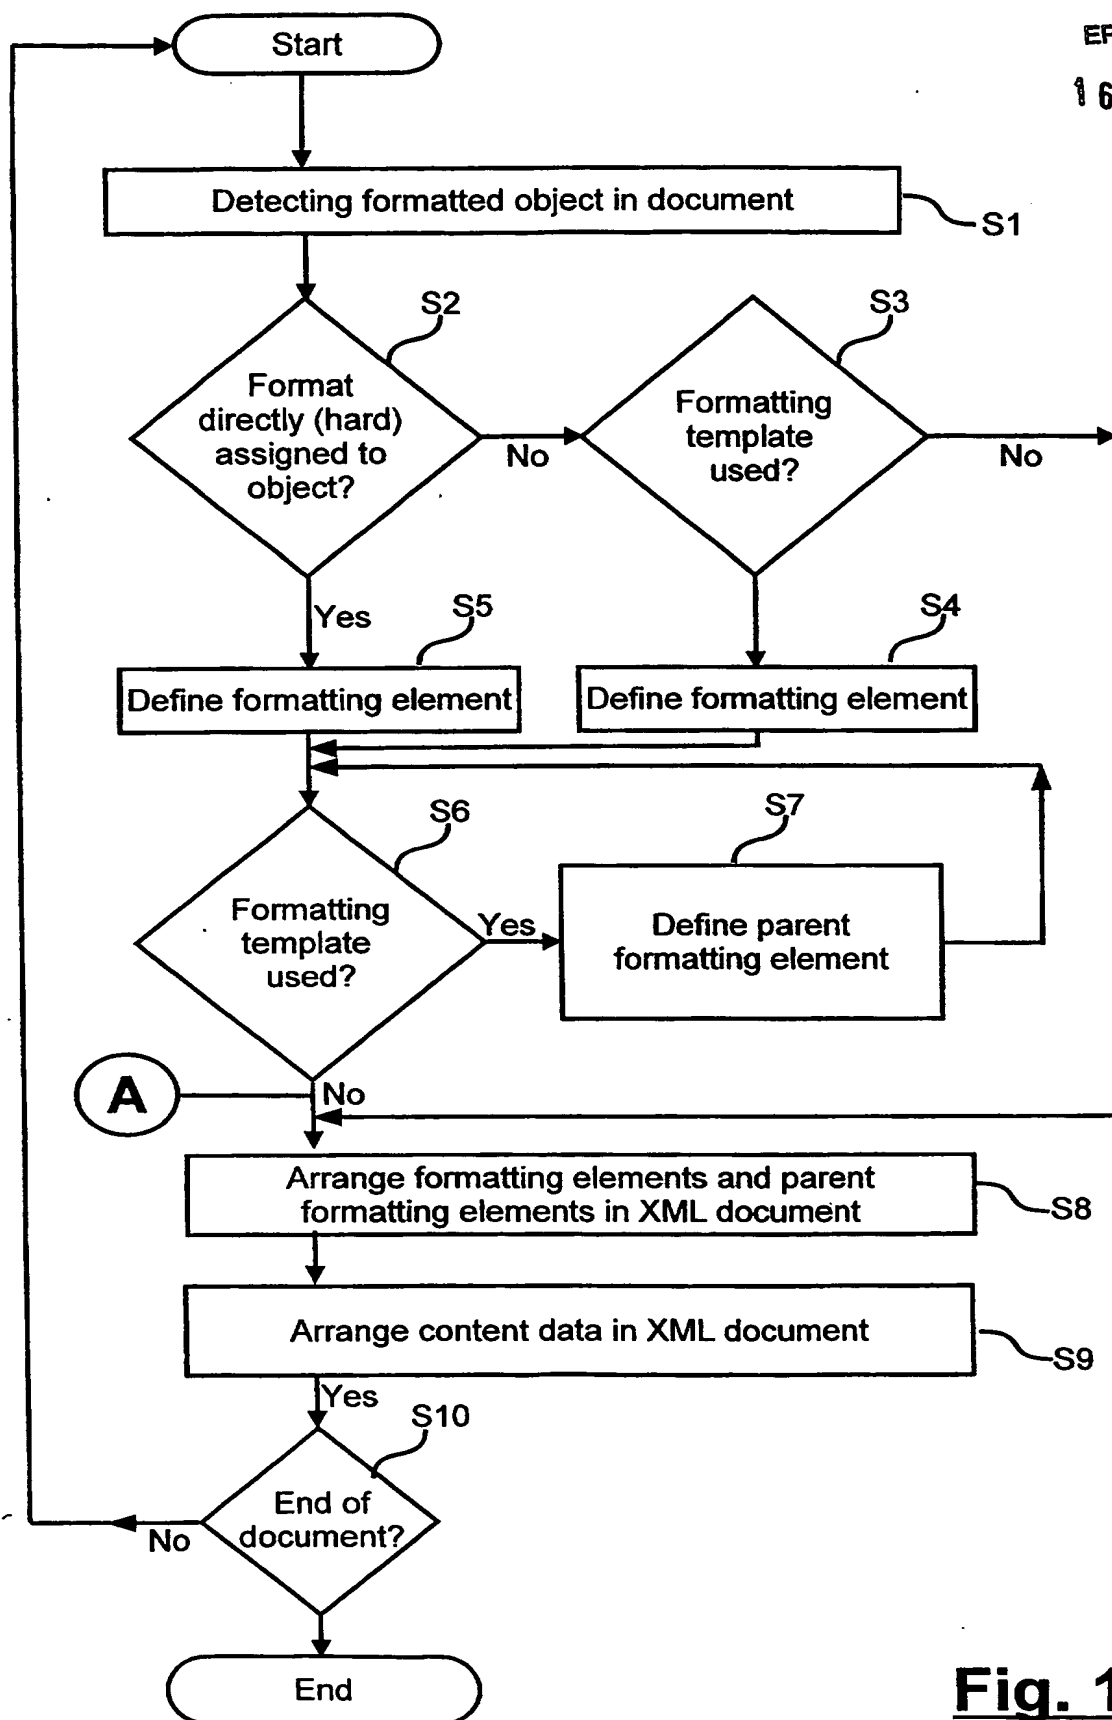 Start
EF
16
Detecting formatted object in document
S1
S2
S3
Format
directly (hard)
assigned to
object?
No
Formatting
template
used?
No
Yes
S5
S4
Define formatting element
Define formatting element
S6
S7
Formatting
template
used?
Yes
Define parent
formatting element
A
No
Arrange formatting elements and parent
formatting elements in XML document
S8
Arrange content data in XML document
S9
Yes
S10
End of
document?
No
End
Fig. 1